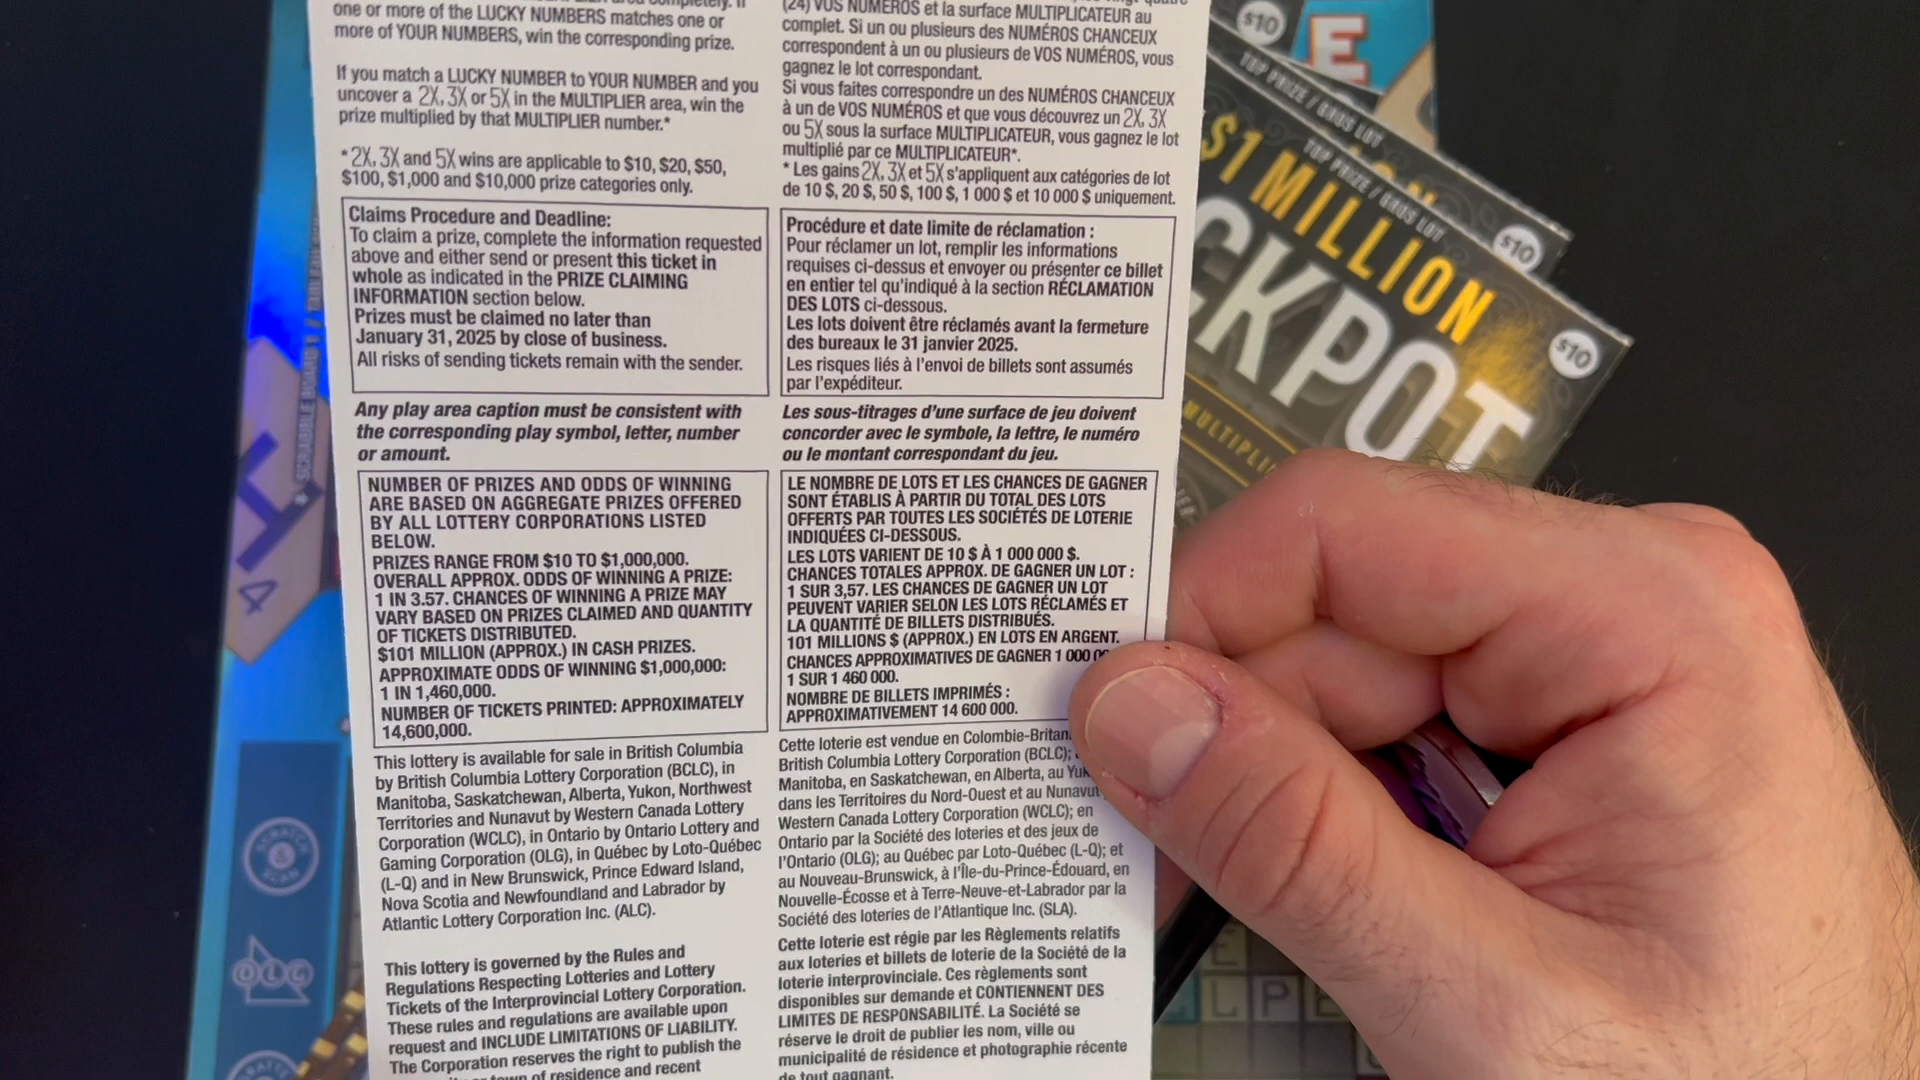 one or more of the LUCKY NUMBERS matches one or
more of YOUR NUMBERS, win the corresponding prize.
If you match a LUCKY NUMBER to YOUR NUMBER and you
uncover a 2X, 3X or 5X in the MULTIPLIER area, win the
prize multiplied by that MULTIPLIER number.*
*2X, 3X and 5X wins are applicable to $10, $20, $50,
$100, $1,000 and $10,000 prize categories only.
Claims Procedure and Deadline:
To claim a prize, complete the information requested
above and either send or present this ticket in
whole as indicated in the PRIZE CLAIMING
INFORMATION section below.
Prizes must be claimed no later than
January 31, 2025 by close of business.
All risks of sending tickets remain with the sender.
Any play area caption must be consistent with
the corresponding play symbol, letter, number
or amount.
NUMBER OF PRIZES AND ODDS OF WINNING
ARE BASED ON AGGREGATE PRIZES OFFERED
BY ALL LOTTERY CORPORATIONS LISTED
BELOW.
PRIZES RANGE FROM $10 TO $1,000,000.
OVERALL APPROX. ODDS OF WINNING A PRIZE:
1 IN 3.57. CHANCES OF WINNING A PRIZE MAY
VARY BASED ON PRIZES CLAIMED AND QUANTITY
OF TICKETS DISTRIBUTED.
$101 MILLION (APPROX.) IN CASH PRIZES.
APPROXIMATE ODDS OF WINNING $1,000,000:
1 IN 1,460,000.
NUMBER OF TICKETS PRINTED: APPROXIMATELY
14,600,000.
This lottery is available for sale in British Columbia
by British Columbia Lottery Corporation (BCLC), in
Manitoba, Saskatchewan, Alberta, Yukon, Northwest
Territories and Nunavut by Western Canada Lottery
Corporation (WCLC), in Ontario by Ontario Lottery and
Gaming Corporation (OLG), in Québec by Loto-Québec
(L-Q) and in New Brunswick, Prince Edward Island,
Nova Scotia and Newfoundland and Labrador by
Atlantic Lottery Corporation Inc. (ALC).
This lottery is governed by the Rules and
Regulations Respecting Lotteries and Lottery
Tickets of the Interprovincial Lottery Corporation.
These rules and regulations are available upon
request and INCLUDE LIMITATIONS OF LIABILITY.
The Corporation reserves the right to publish the
town of residence and recent
(24) VOS NUMÉROS et la surface MULTIPLICATEUR au
complet. Si un ou plusieurs des NUMÉROS CHANCEUX
correspondent à un ou plusieurs de VOS NUMÉROS, vous
gagnez le lot correspondant.
Si vous faites correspondre un des NUMÉROS CHANCEUX
à un de VOS NUMÉROS et que vous découvrez un 2X, 3X
ou 5X sous la surface MULTIPLICATEUR, vous gagnez le lot
multiplié par ce MULTIPLICATEUR*.
* Les gains 2X, 3X et 5X s'appliquent aux catégories de lot
de 10 $, 20 $, 50 $, 100 $, 1 000 $ et 10 000 $ uniquement.
Procédure et date limite de réclamation :
Pour réclamer un lot, remplir les informations
requises ci-dessus et envoyer ou présenter ce billet
en entier tel qu'indiqué à la section RÉCLAMATION
DES LOTS ci-dessous.
Les lots doivent être réclamés avant la fermeture
des bureaux le 31 janvier 2025.
Les risques liés à l'envoi de billets sont assumés
par l'expéditeur.
Les sous-titrages d'une surface de jeu doivent
concorder avec le symbole, la lettre, le numéro
ou le montant correspondant du jeu.
LE NOMBRE DE LOTS ET LES CHANCES DE GAGNER
SONT ÉTABLIS À PARTIR DU TOTAL DES LOTS
OFFERTS PAR TOUTES LES SOCIÉTÉS DE LOTERIE
INDIQUÉES CI-DESSOUS.
LES LOTS VARIENT DE 10 $ À 1 000 000 $.
CHANCES TOTALES APPROX. DE GAGNER UN LOT :
1 SUR 3,57. LES CHANCES DE GAGNER UN LOT
PEUVENT VARIER SELON LES LOTS RÉCLAMÉS ET
LA QUANTITÉ DE BILLETS DISTRIBUÉS.
101 MILLIONS $ (APPROX.) EN LOTS EN ARGENT.
CHANCES APPROXIMATIVES DE GAGNER 1 000
1 SUR 1 460 000.
NOMBRE DE BILLETS IMPRIMÉS :
APPROXIMATIVEMENT 14 600 000.
Cette loterie est vendue en Colombie-Britan
British Columbia Lottery Corporation (BCLC);
Manitoba, en Saskatchewan, en Alberta, au Yuk
dans les Territoires du Nord-Ouest et au Nunavut
Western Canada Lottery Corporation (WCLC); en
Ontario par la Société des loteries et des jeux de
l'Ontario (OLG); au Québec par Loto-Québec (L-Q); et
au Nouveau-Brunswick, à l'Île-du-Prince-Édouard, en
Nouvelle-Écosse et à Terre-Neuve-et-Labrador par la
Société des loteries de l'Atlantique Inc. (SLA).
Cette loterie est régie par les Règlements relatifs
aux loteries et billets de loterie de la Société de la
loterie interprovinciale. Ces règlements sont
disponibles sur demande et CONTIENNENT DES
LIMITES DE RESPONSABILITÉ. La Société se
réserve le droit de publier les nom, ville ou
municipalité de résidence et photographie récente
de tout gagnant.
$10
E
TOP PRIZE / GROS LOT
$10
TOP PRIZE / GROS LOT
$1 MILLION
$10
CKPOT
MULTIPLI
4
SCRATCH & SCAN
OLG